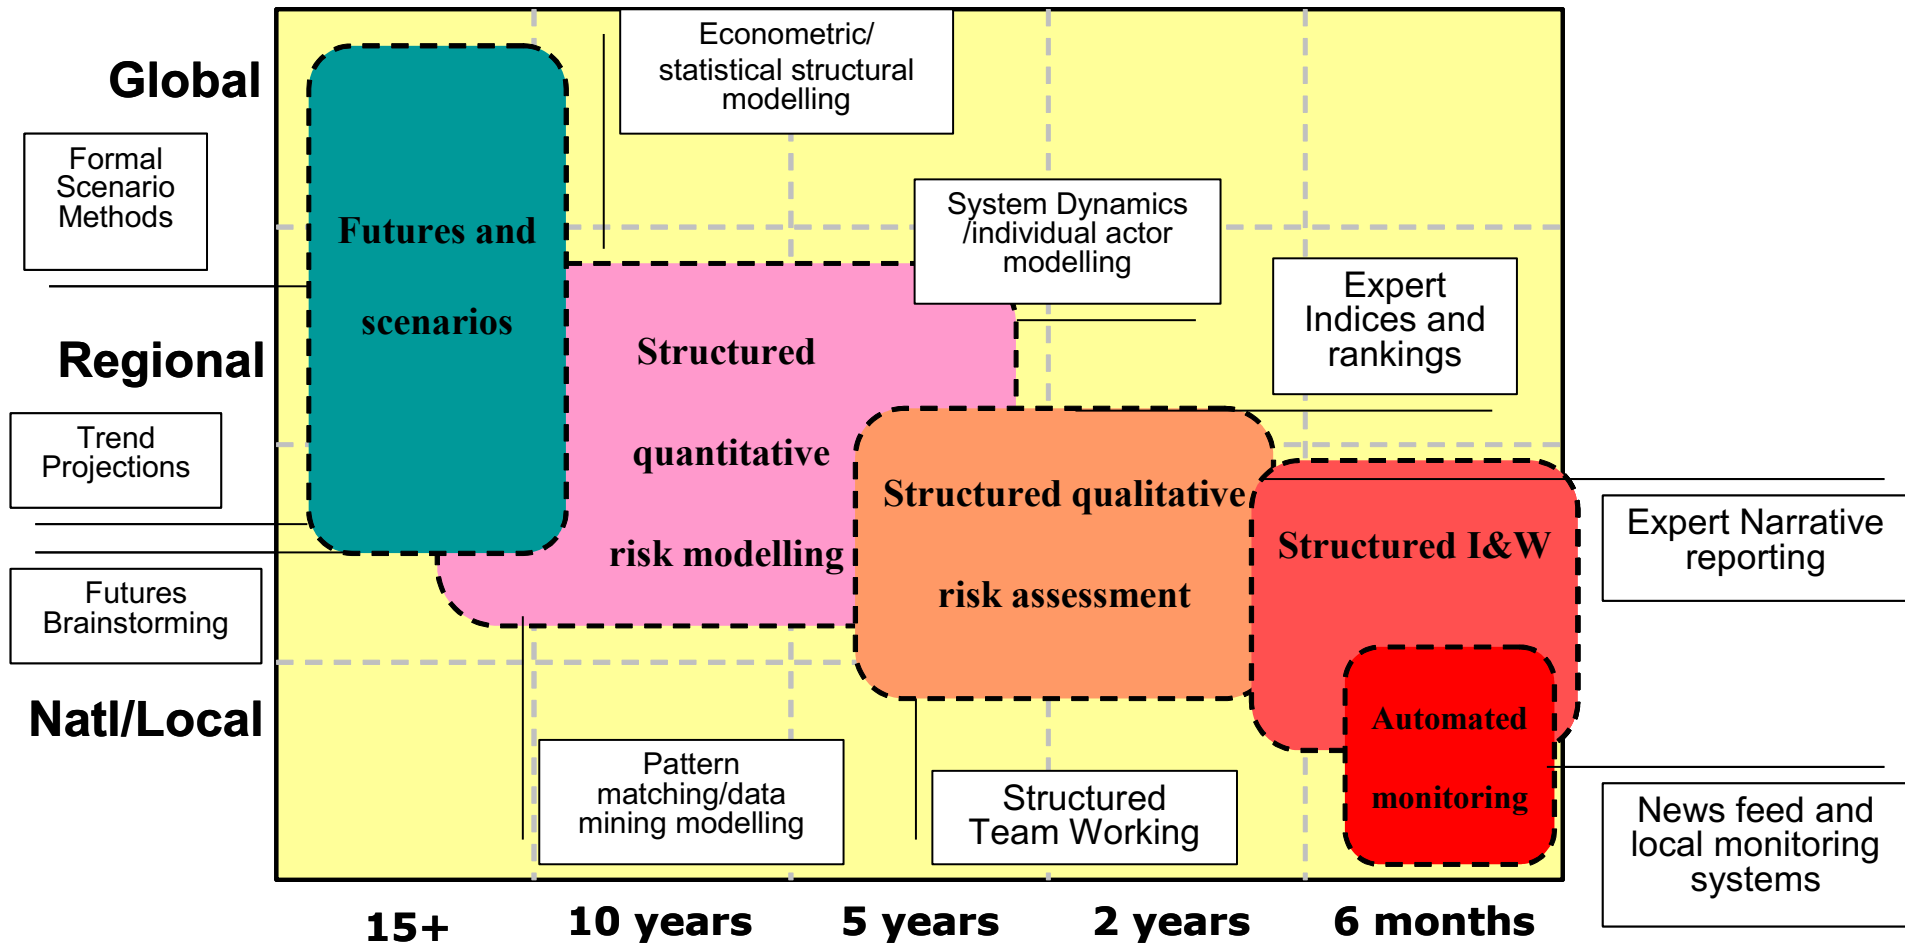 Global
Econometric/
statistical structural
modelling
Formal
Scenario
Methods
Futures and
scenarios
System Dynamics
/individual actor
modelling
Expert
Indices and
rankings
Regional
Structured
quantitative
risk modelling
Trend
Projections
Structured qualitative
risk assessment
Structured I&W
Expert Narrative
reporting
Futures
Brainstorming
Natl/Local
Automated
monitoring
Pattern
matching/data
mining modelling
Structured
Team Working
News feed and
local monitoring
systems
15+
10 years
5 years
2 years
6 months